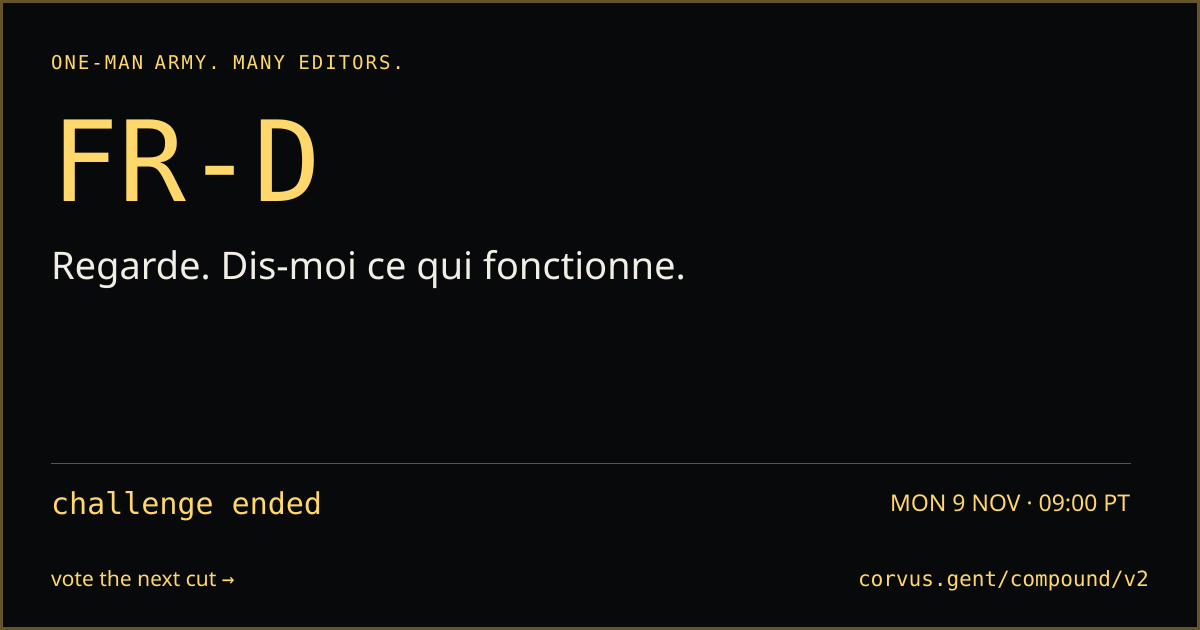 ONE-MAN ARMY. MANY EDITORS.
FR-D
Regarde. Dis-moi ce qui fonctionne.
challenge ended
MON 9 NOV · 09:00 PT
vote the next cut →
corvus.gent/compound/v2